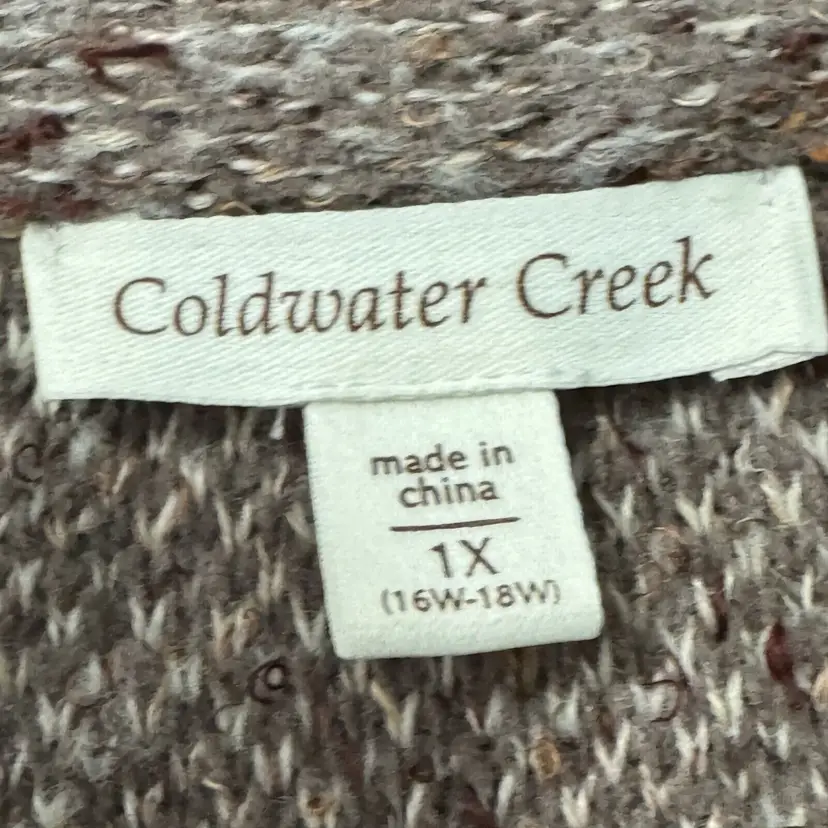 Coldwater Creek
made in
china
1X
(16W-18W)